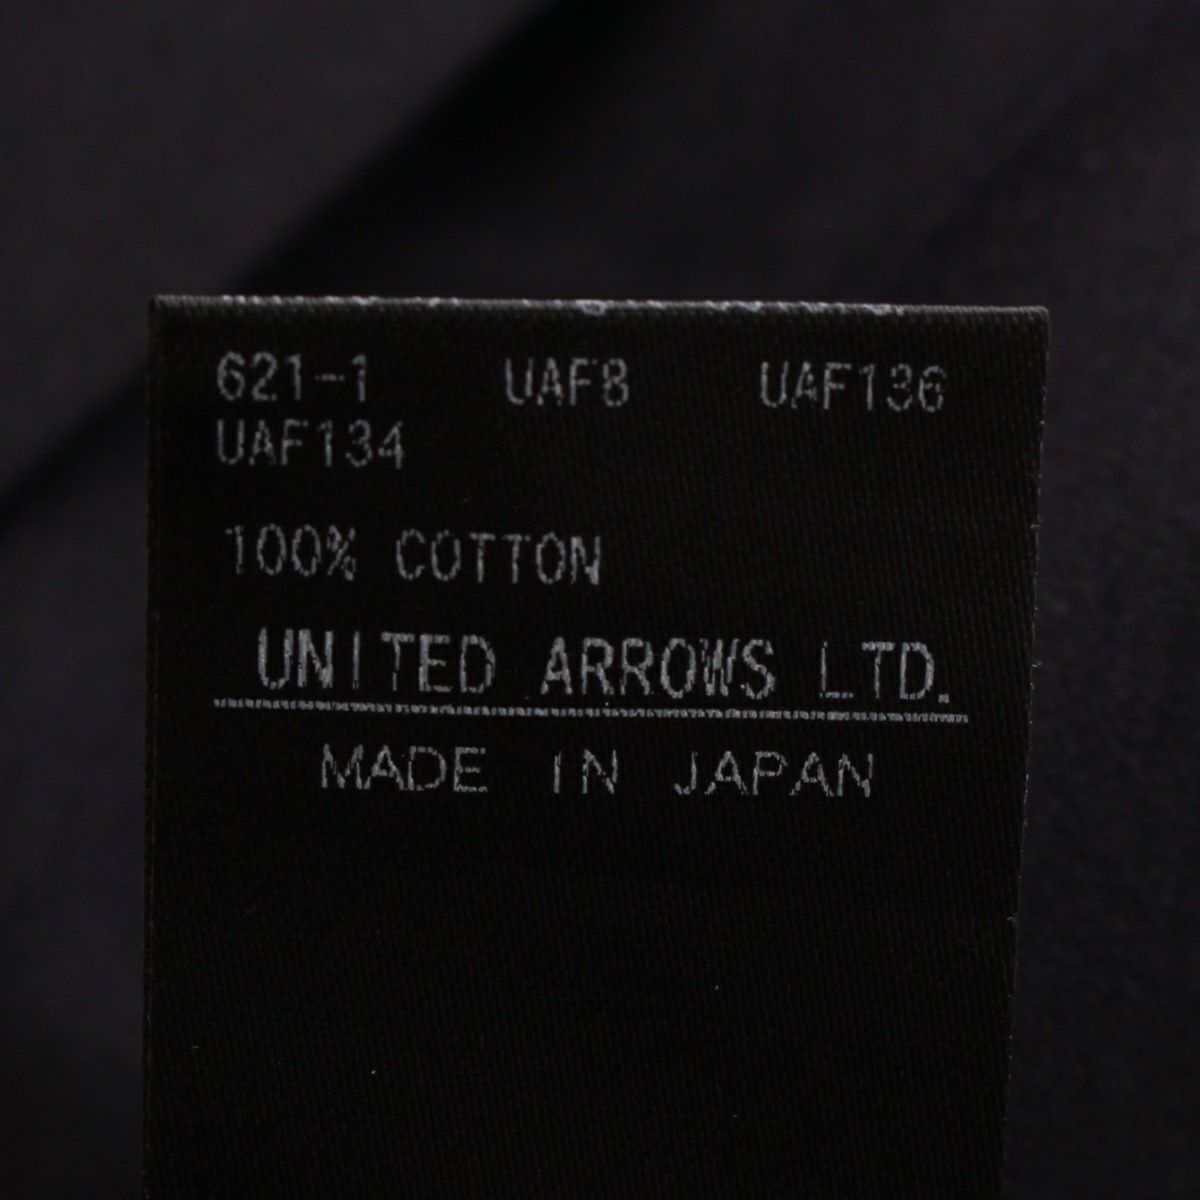 621-1 UAF8 UAF136
UAF134
100% COTTON
UNITED ARROWS LTD.
MADE IN JAPAN